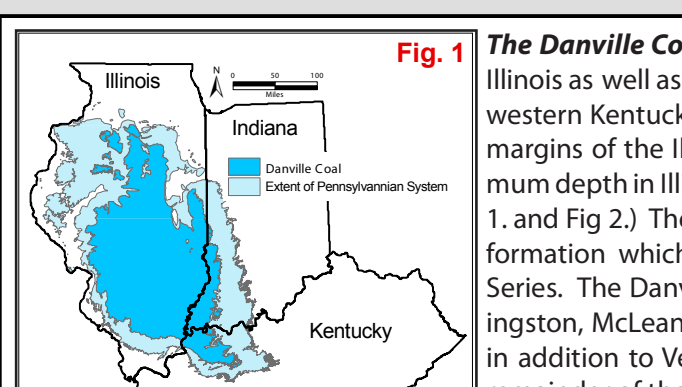 Fig. 1
Illinois
N
0 50 100
Miles
Indiana
Danville Coal
Extent of Pennsylvannian System
Kentucky
The Danville Co
Illinois as well as
western Kentuck
margins of the Il
mum depth in Ill
1. and Fig 2.) The
formation which
Series. The Danv
ingston, McLean
in addition to Ve